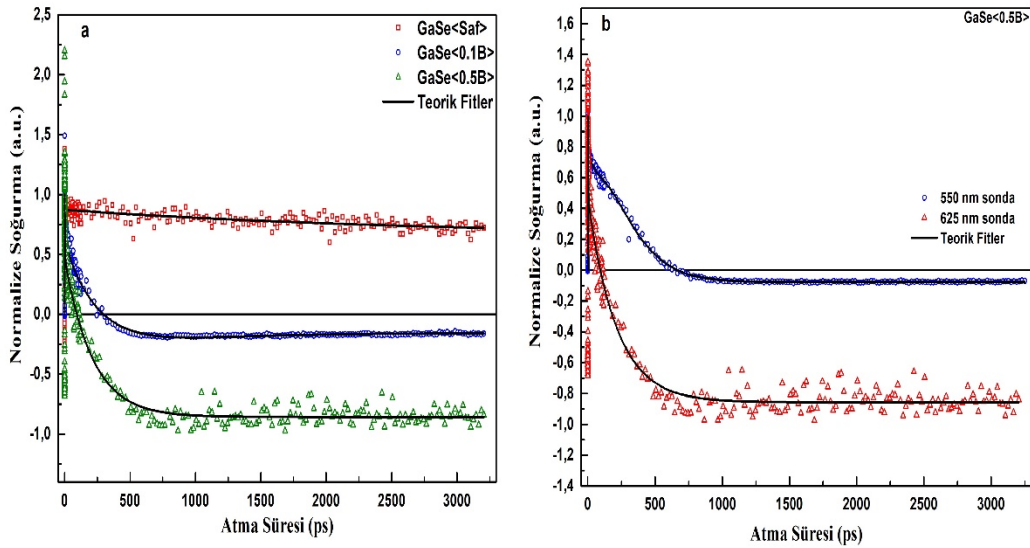 a
GaSe<Saf>
GaSe<0.1B>
GaSe<0.5B>
Teorik Fitler
Normalize Soğurma (a.u.)
2,5
2,0
1,5
1,0
0,5
0,0
-0,5
-1,0
0
500
1000
1500
2000
2500
3000
Atma Süresi (ps)
b
GaSe<0.5B>
550 nm sonda
625 nm sonda
Teorik Fitler
Normalize Soğurma (a.u.)
1,6
1,4
1,2
1,0
0,8
0,6
0,4
0,2
0,0
-0,2
-0,4
-0,6
-0,8
-1,0
-1,2
-1,4
0
500
1000
1500
2000
2500
3000
Atma Süresi (ps)